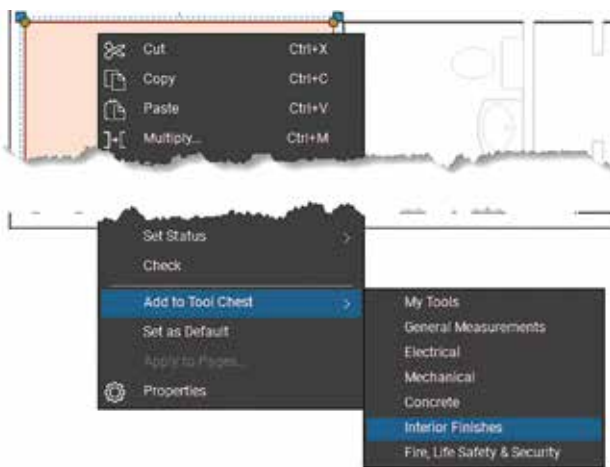 Cut Ctrl+X
Copy Ctrl+C
Paste Ctrl+V
Multiply... Ctrl+M
Set Status
Check
Add to Tool Chest
Set as Default
Apply to Pages...
Properties
My Tools
General Measurements
Electrical
Mechanical
Concrete
Interior Finishes
Fire, Life Safety & Security